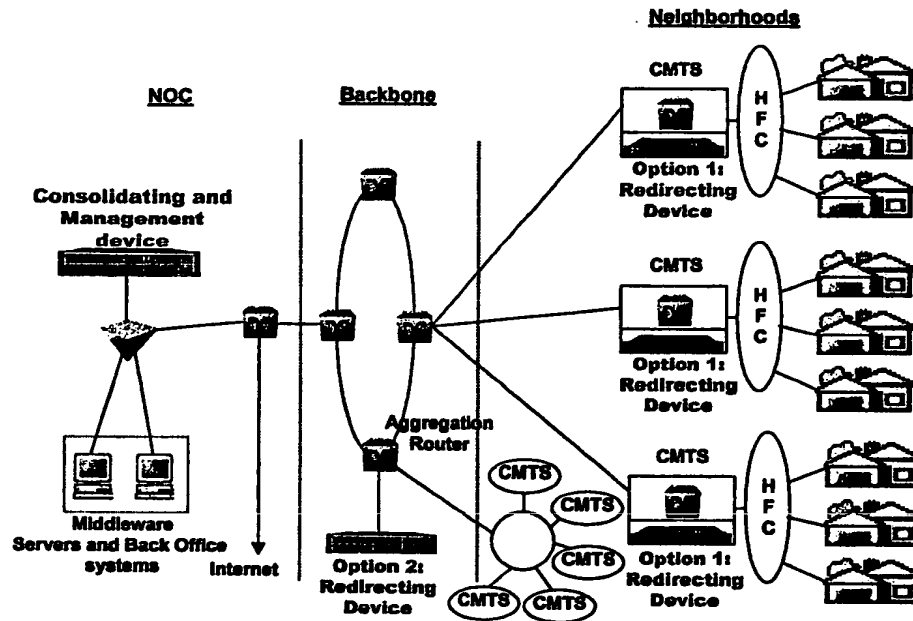 Neighborhoods
NOC
Backbone
Consolidating and
Management
device
Middleware
Servers and Back Office
systems
Internet
Aggregation
Router
Option 2:
Redirecting
Device
CMTS
CMTS
CMTS
CMTS
CMTS
CMTS
Option 1:
Redirecting
Device
H
F
C
CMTS
Option 1:
Redirecting
Device
H
F
C
CMTS
Option 1:
Redirecting
Device
H
F
C